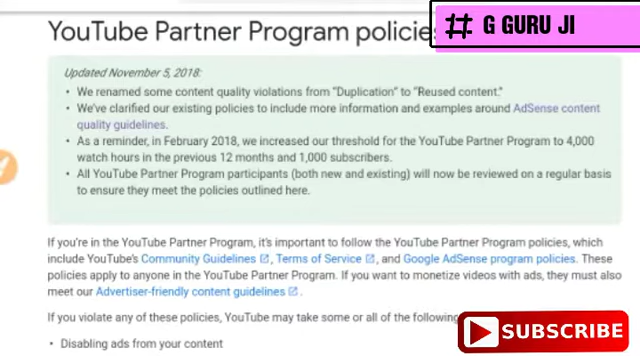 YouTube Partner Program policies
# G GURU JI
Updated November 5, 2018:
• We renamed some content quality violations from “Duplication” to “Reused content.”
• We've clarified our existing policies to include more information and examples around AdSense content
quality guidelines.
• As a reminder, in February 2018, we increased our threshold for the YouTube Partner Program to 4,000
watch hours in the previous 12 months and 1,000 subscribers.
• All YouTube Partner Program participants (both new and existing) will now be reviewed on a regular basis
to ensure they meet the policies outlined here.
If you're in the YouTube Partner Program, it's important to follow the YouTube Partner Program policies, which
include YouTube's Community Guidelines, Terms of Service, and Google AdSense program policies. These
policies apply to anyone in the YouTube Partner Program. If you want to monetize videos with ads, they must also
meet our Advertiser-friendly content guidelines.
If you violate any of these policies, YouTube may take some or all of the following
SUBSCRIBE
• Disabling ads from your content